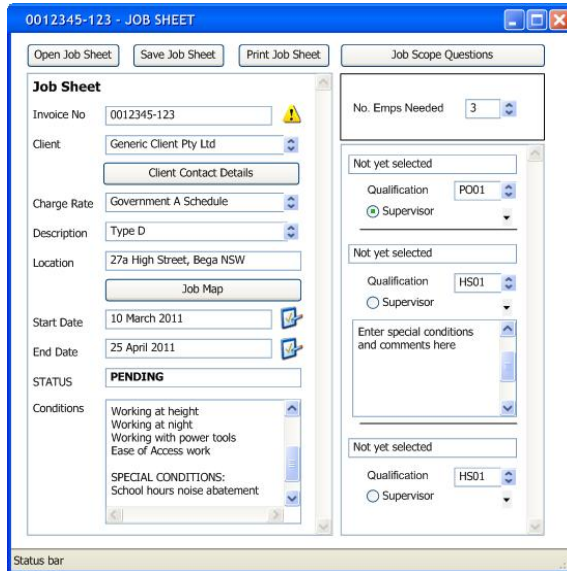 0012345-123 - JOB SHEET
Open Job Sheet
Save Job Sheet
Print Job Sheet
Job Scope Questions
Job Sheet
Invoice No
0012345-123
Client
Generic Client Pty Ltd
Client Contact Details
Charge Rate
Government A Schedule
Description
Type D
Location
27a High Street, Bega NSW
Job Map
Start Date
10 March 2011
End Date
25 April 2011
STATUS
PENDING
Conditions
Working at height
Working at night
Working with power tools
Ease of Access work
SPECIAL CONDITIONS:
School hours noise abatement
No. Emps Needed
3
Not yet selected
Qualification
PO01
Supervisor
Not yet selected
Qualification
HS01
Supervisor
Enter special conditions
and comments here
Not yet selected
Qualification
HS01
Supervisor
Status bar